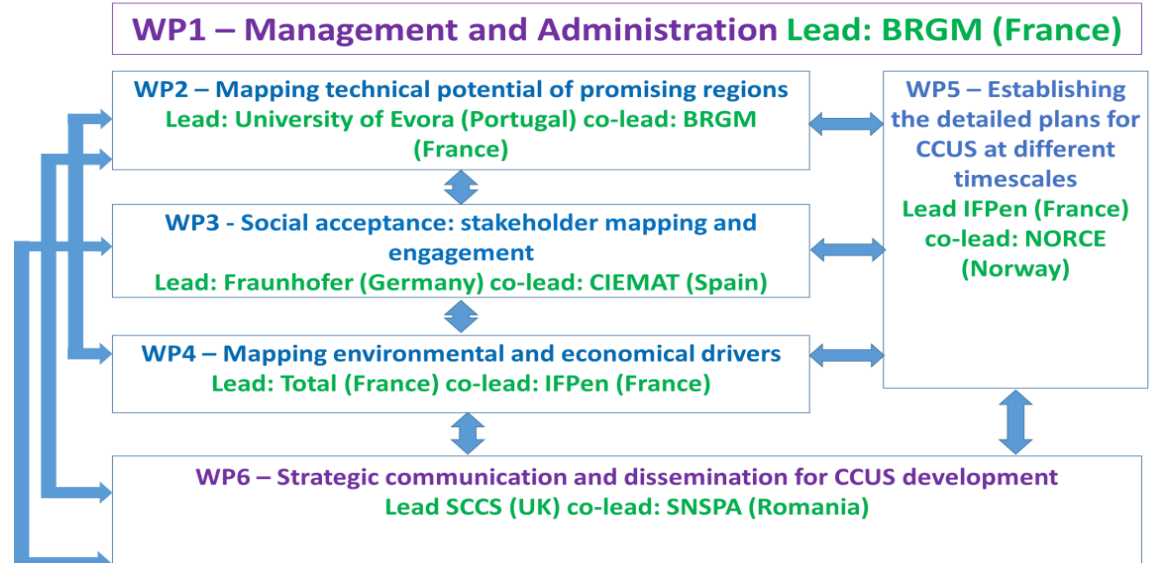 WP1 – Management and Administration Lead: BRGM (France)
WP2 – Mapping technical potential of promising regions
Lead: University of Evora (Portugal) co-lead: BRGM
(France)
WP3 - Social acceptance: stakeholder mapping and
engagement
Lead: Fraunhofer (Germany) co-lead: CIEMAT (Spain)
WP4 – Mapping environmental and economical drivers
Lead: Total (France) co-lead: IFPen (France)
WP5 – Establishing
the detailed plans for
CCUS at different
timescales
Lead IFPen (France)
co-lead: NORCE
(Norway)
WP6 – Strategic communication and dissemination for CCUS development
Lead SCCS (UK) co-lead: SNSPA (Romania)